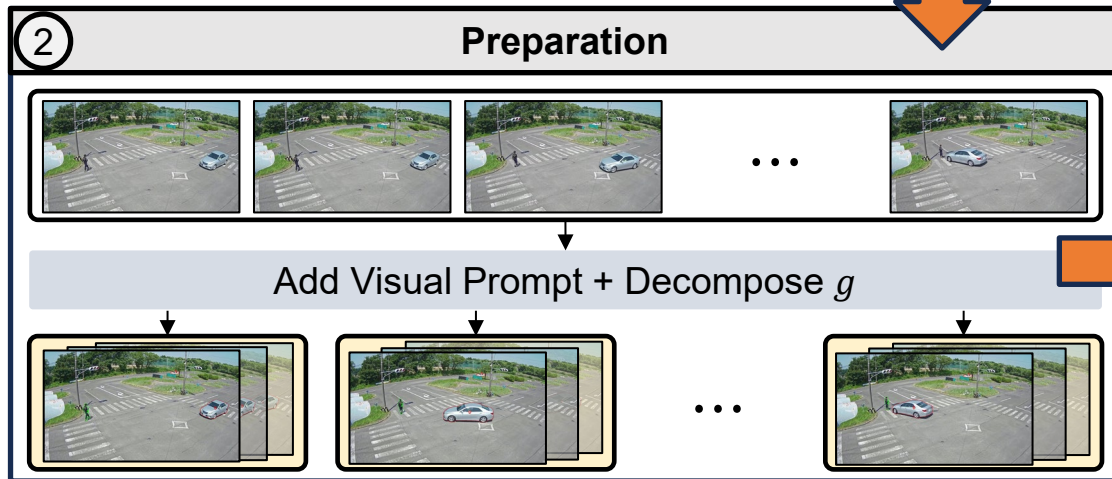 2
Preparation
...
Add Visual Prompt + Decompose g
...